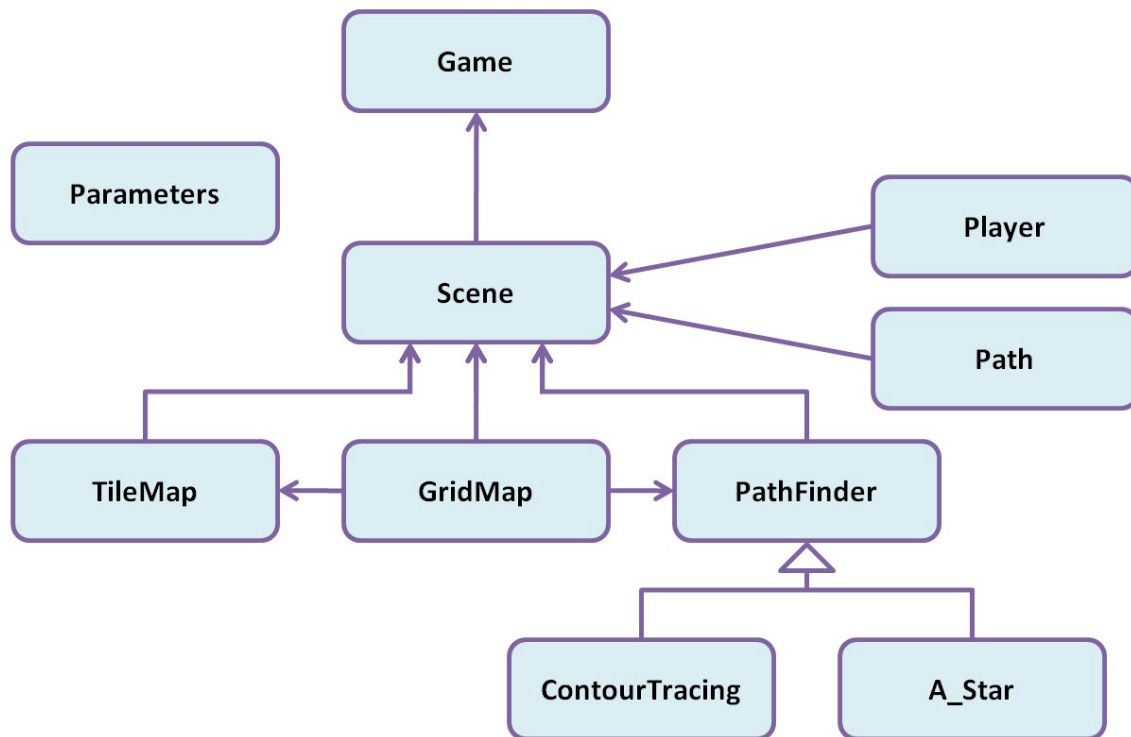 Game
Parameters
Player
Scene
Path
TileMap
GridMap
PathFinder
ContourTracing
A_Star